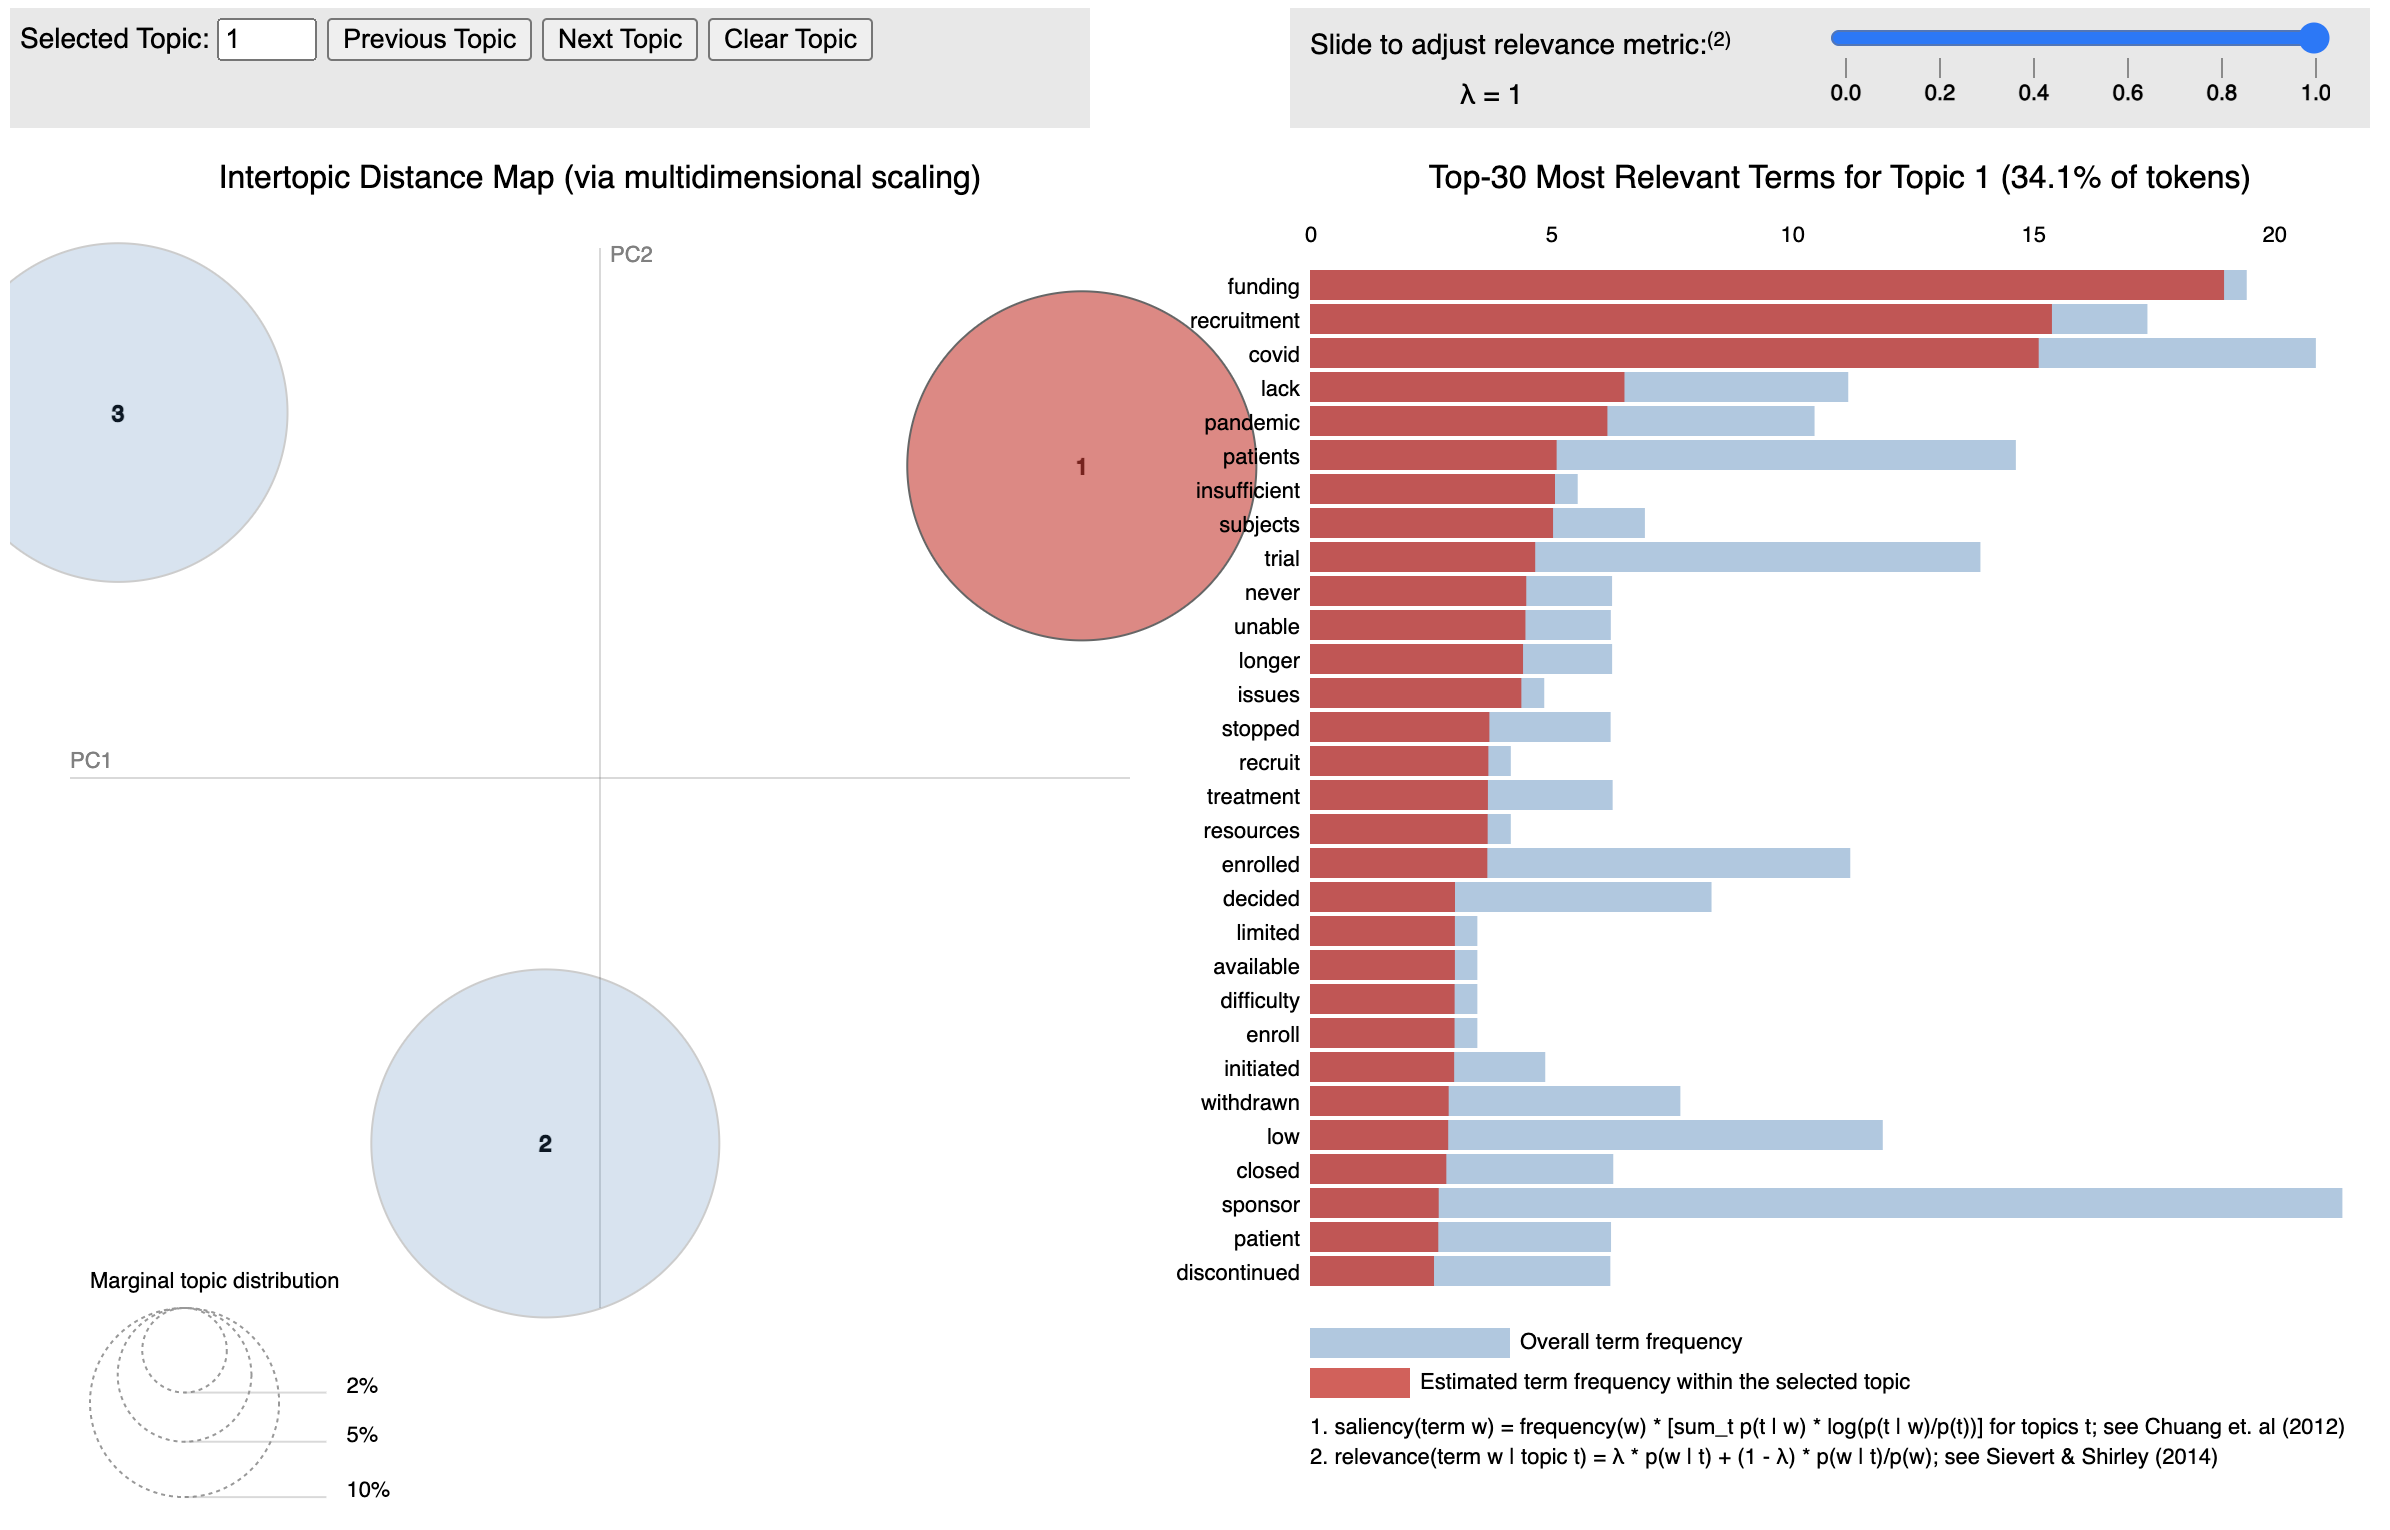 Selected Topic: 1 Previous Topic Next Topic Clear Topic
Slide to adjust relevance metric:(2)
λ = 1
0.0 0.2 0.4 0.6 0.8 1.0
Intertopic Distance Map (via multidimensional scaling)
PC2
PC1
3
1
2
Marginal topic distribution
2%
5%
10%
Top-30 Most Relevant Terms for Topic 1 (34.1% of tokens)
0 5 10 15 20
funding
recruitment
covid
lack
pandemic
patients
insufficient
subjects
trial
never
unable
longer
issues
stopped
recruit
treatment
resources
enrolled
decided
limited
available
difficulty
enroll
initiated
withdrawn
low
closed
sponsor
patient
discontinued
Overall term frequency
Estimated term frequency within the selected topic
1. saliency(term w) = frequency(w) * [sum_t p(t | w) * log(p(t | w)/p(t))] for topics t; see Chuang et. al (2012)
2. relevance(term w | topic t) = λ * p(w | t) + (1 - λ) * p(w | t)/p(w); see Sievert & Shirley (2014)